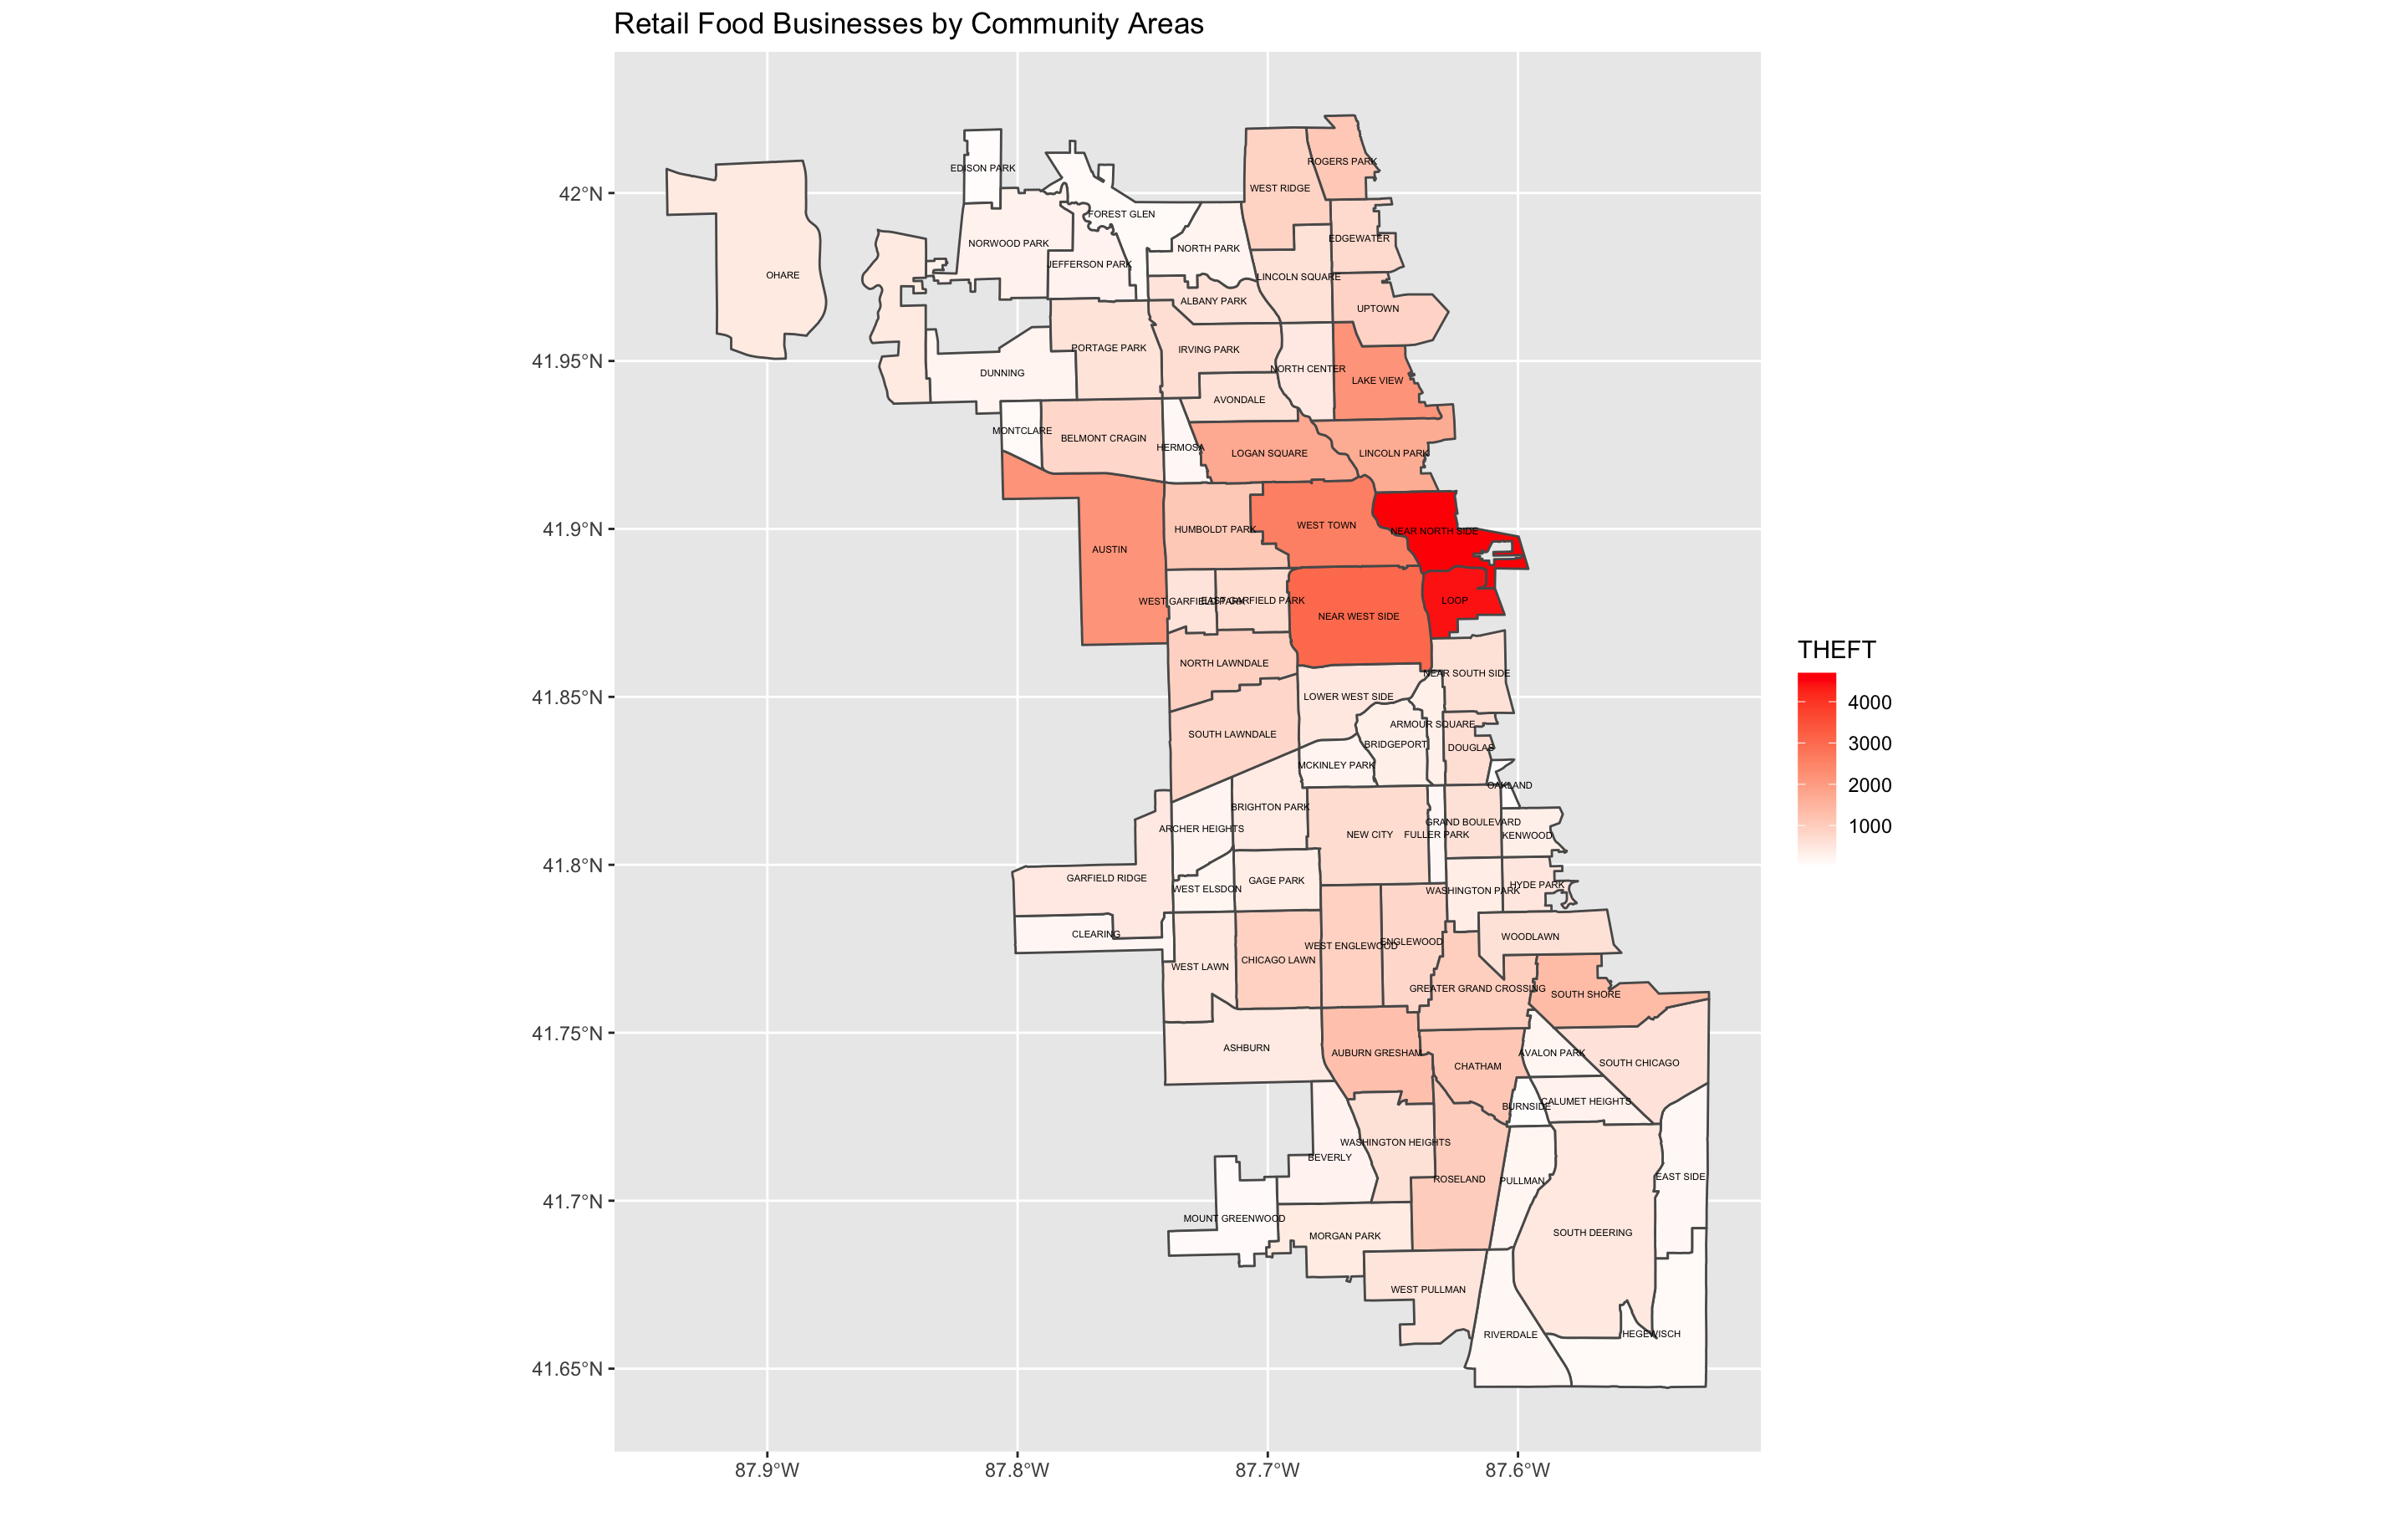 Retail Food Businesses by Community Areas
42°N
41.95°N
41.9°N
41.85°N
41.8°N
41.75°N
41.7°N
41.65°N
87.9°W
87.8°W
87.7°W
87.6°W
THEFT
4000
3000
2000
1000
ROGERS PARK
EDISON PARK
WEST RIDGE
FOREST GLEN
EDGEWATER
NORWOOD PARK
NORTH PARK
JEFFERSON PARK
OHARE
LINCOLN SQUARE
ALBANY PARK
UPTOWN
PORTAGE PARK
IRVING PARK
NORTH CENTER
DUNNING
LAKE VIEW
AVONDALE
MONTCLARE
BELMONT CRAGIN
HERMOSA
LOGAN SQUARE
LINCOLN PARK
HUMBOLDT PARK
WEST TOWN
NEAR NORTH SIDE
AUSTIN
WEST GARFIELD PARK
EAST GARFIELD PARK
LOOP
NEAR WEST SIDE
NORTH LAWNDALE
NEAR SOUTH SIDE
LOWER WEST SIDE
ARMOUR SQUARE
SOUTH LAWNDALE
BRIDGEPORT
DOUGLAS
MCKINLEY PARK
OAKLAND
BRIGHTON PARK
GRAND BOULEVARD
ARCHER HEIGHTS
NEW CITY
FULLER PARK
KENWOOD
GARFIELD RIDGE
GAGE PARK
HYDE PARK
WEST ELSDON
WASHINGTON PARK
CLEARING
WOODLAWN
WEST ENGLEWOOD
ENGLEWOOD
CHICAGO LAWN
WEST LAWN
GREATER GRAND CROSSING
SOUTH SHORE
ASHBURN
AUBURN GRESHAM
AVALON PARK
CHATHAM
SOUTH CHICAGO
CALUMET HEIGHTS
BURNSIDE
WASHINGTON HEIGHTS
BEVERLY
EAST SIDE
ROSELAND
PULLMAN
MOUNT GREENWOOD
SOUTH DEERING
MORGAN PARK
WEST PULLMAN
RIVERDALE
HEGEWISCH